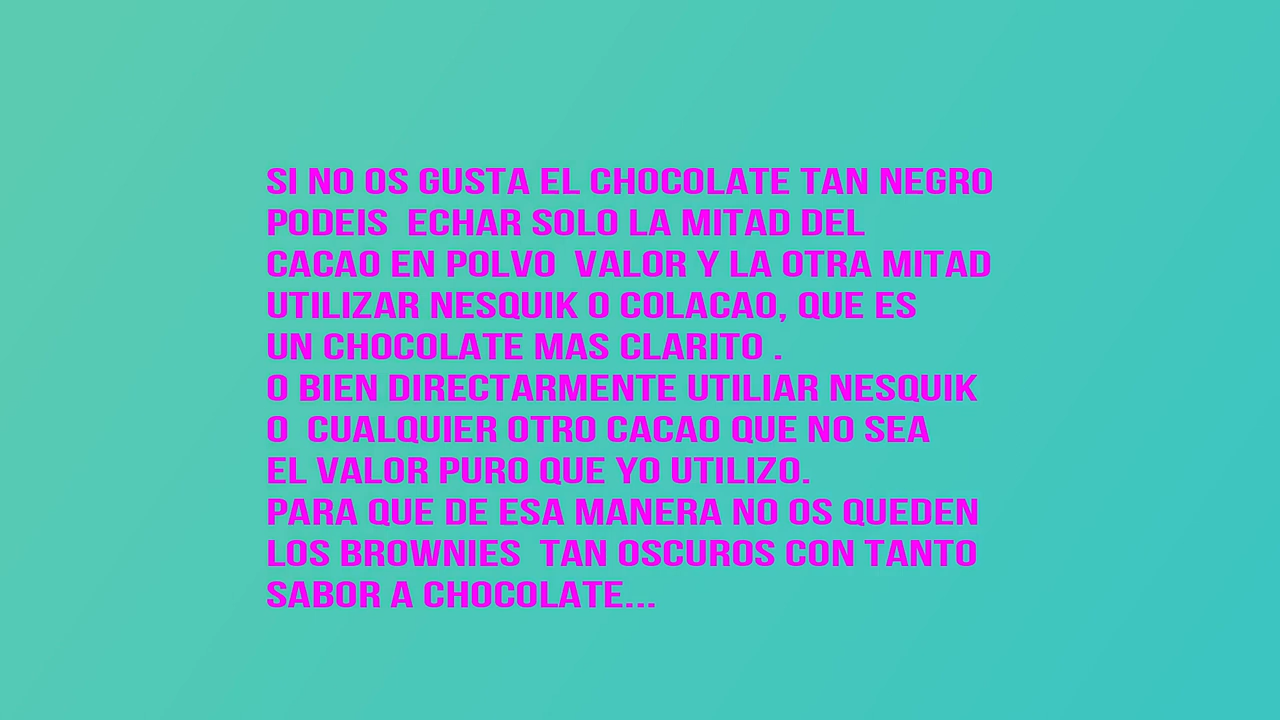 SI NO OS GUSTA EL CHOCOLATE TAN NEGRO
PODEIS  ECHAR SOLO LA MITAD DEL
CACAO EN POLVO  VALOR Y LA OTRA MITAD
UTILIZAR NESQUIK O COLACAO, QUE ES
UN CHOCOLATE MAS CLARITO .
O BIEN DIRECTARMENTE UTILIAR NESQUIK
O  CUALQUIER OTRO CACAO QUE NO SEA
EL VALOR PURO QUE YO UTILIZO.
PARA QUE DE ESA MANERA NO OS QUEDEN
LOS BROWNIES  TAN OSCUROS CON TANTO
SABOR A CHOCOLATE...